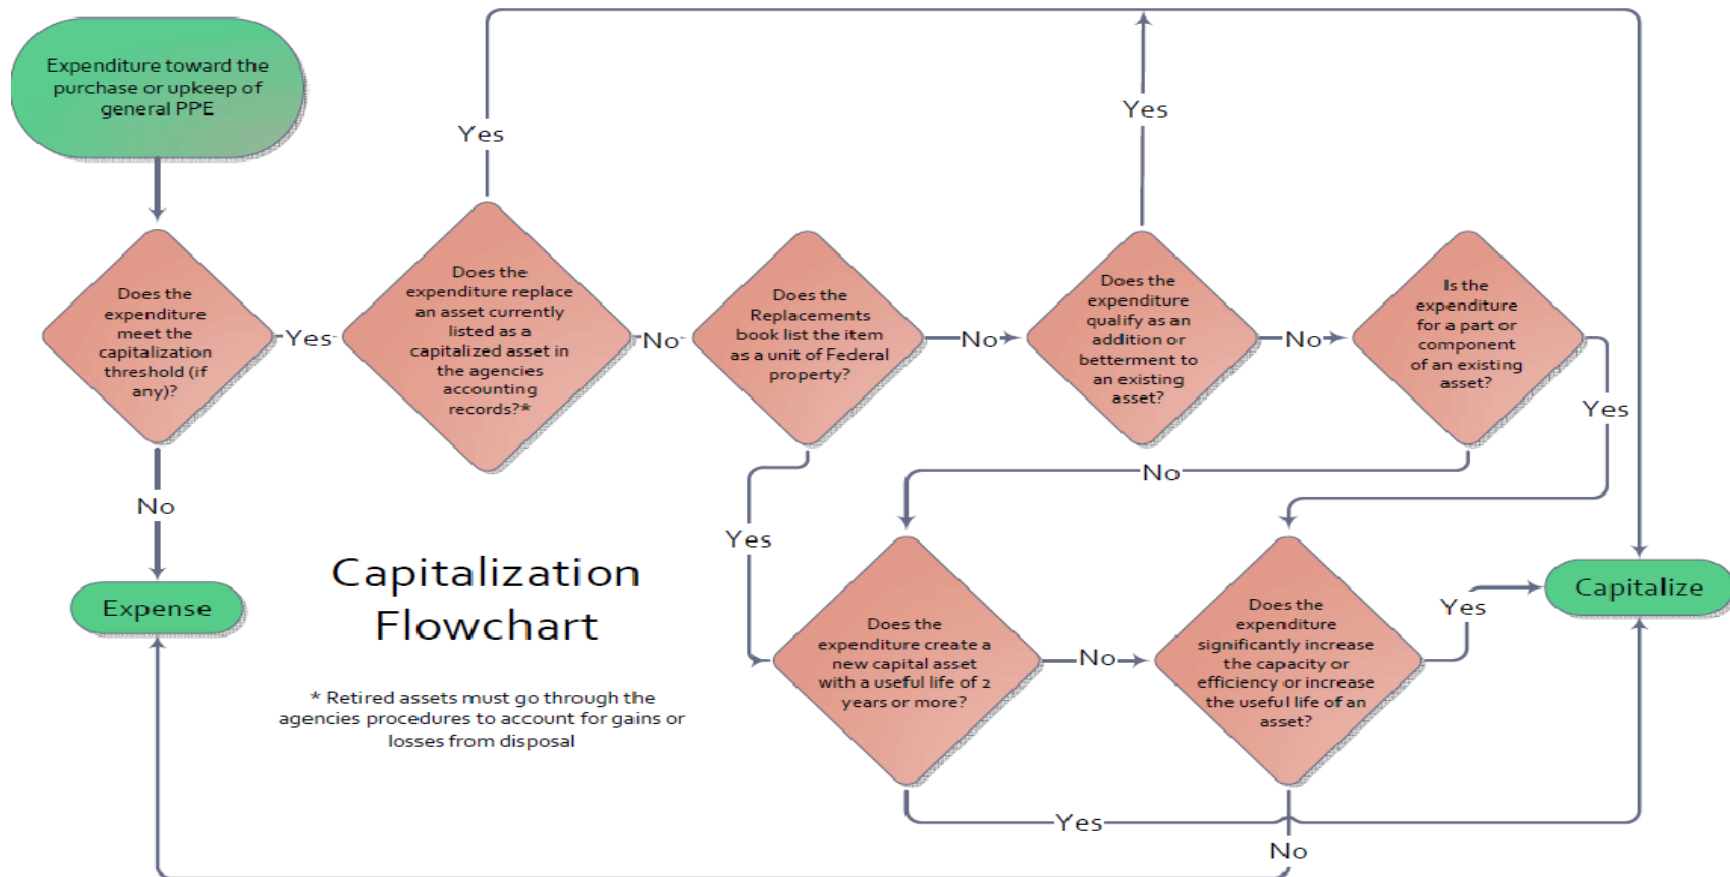 Expenditure toward the
purchase or upkeep of
general PPE
Yes
Yes
Does the
expenditure
meet the
capitalization
threshold (if
any)?
Yes
Does the
expenditure replace
an asset currently
listed as a
capitalized asset in
the agencies
accounting
records?*
No
Does the
Replacements
book list the item
as a unit of Federal
property?
No
Does the
expenditure
qualify as an
addition or
betterment to
an existing
asset?
No
Is the
expenditure
for a part or
component
of an existing
asset?
Yes
No
No
Yes
Expense
Capitalization
Flowchart
* Retired assets must go through the
agencies procedures to account for gains or
losses from disposal
Does the
expenditure create a
new capital asset
with a useful life of 2
years or more?
No
Does the
expenditure
significantly increase
the capacity or
efficiency or increase
the useful life of an
asset?
Yes
Capitalize
Yes
No